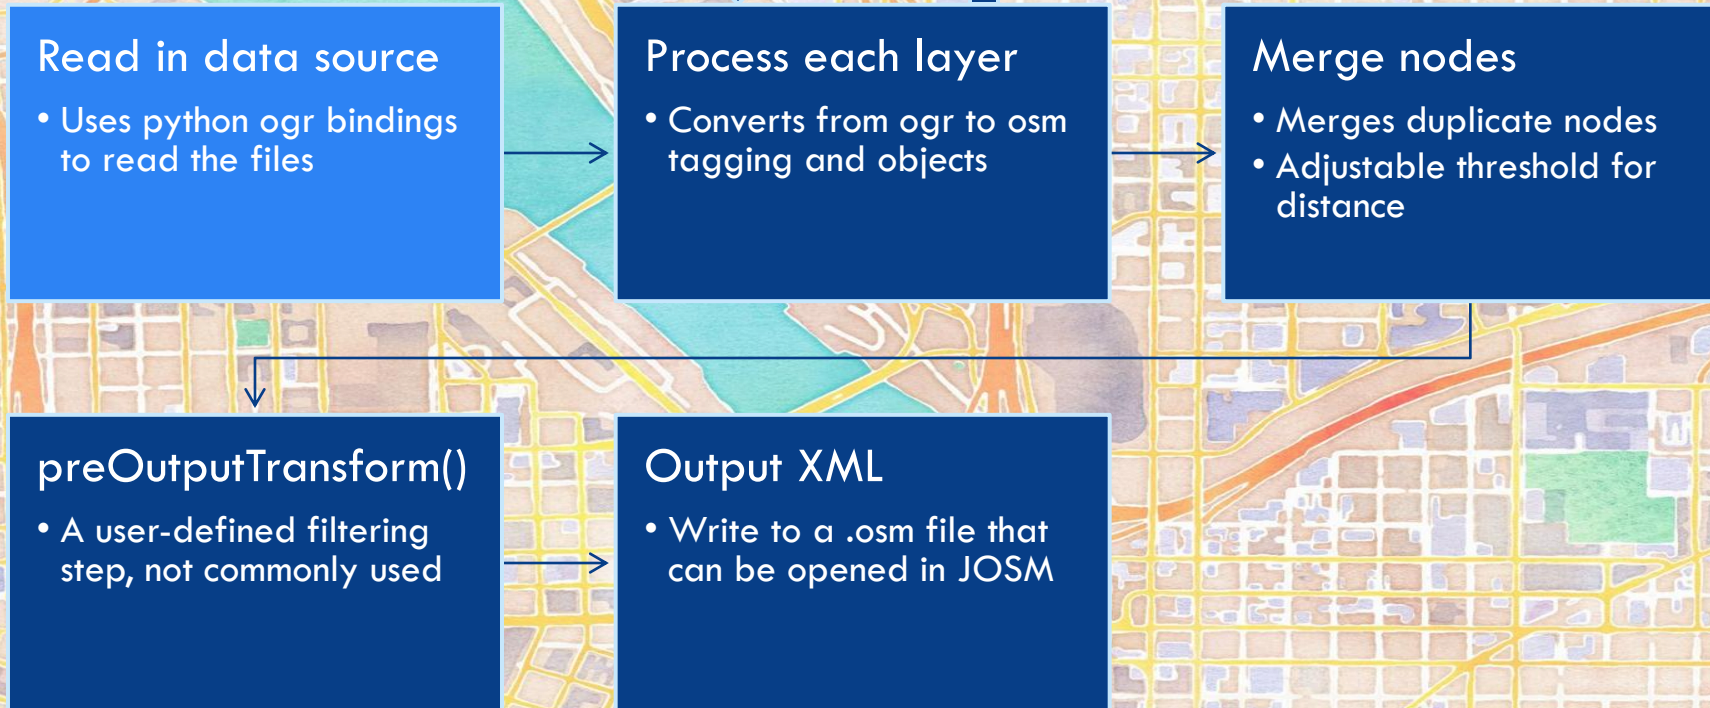 Read in data source
• Uses python ogr bindings
to read the files
Process each layer
• Converts from ogr to osm
tagging and objects
Merge nodes
• Merges duplicate nodes
• Adjustable threshold for
distance
preOutputTransform()
• A user-defined filtering
step, not commonly used
Output XML
• Write to a .osm file that
can be opened in JOSM